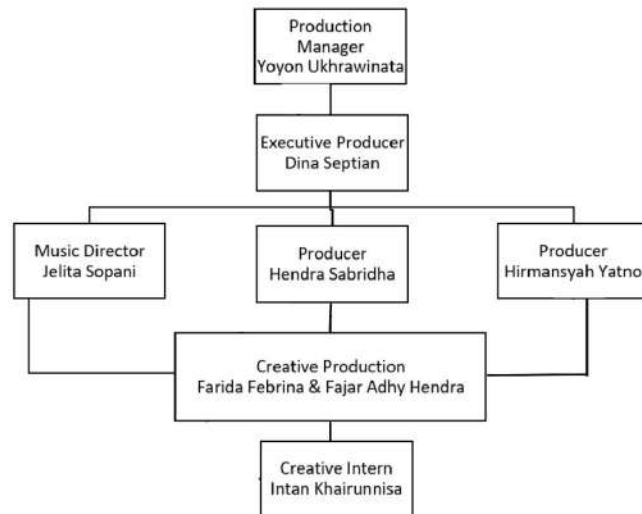 Production
Manager
Yoyon Ukhrawinata
Executive Producer
Dina Septian
Music Director
Jelita Sopani
Producer
Hendra Sabridha
Producer
Hirmansyah Yatno
Creative Production
Farida Febrina & Fajar Adhy Hendra
Creative Intern
Intan Khairunnisa